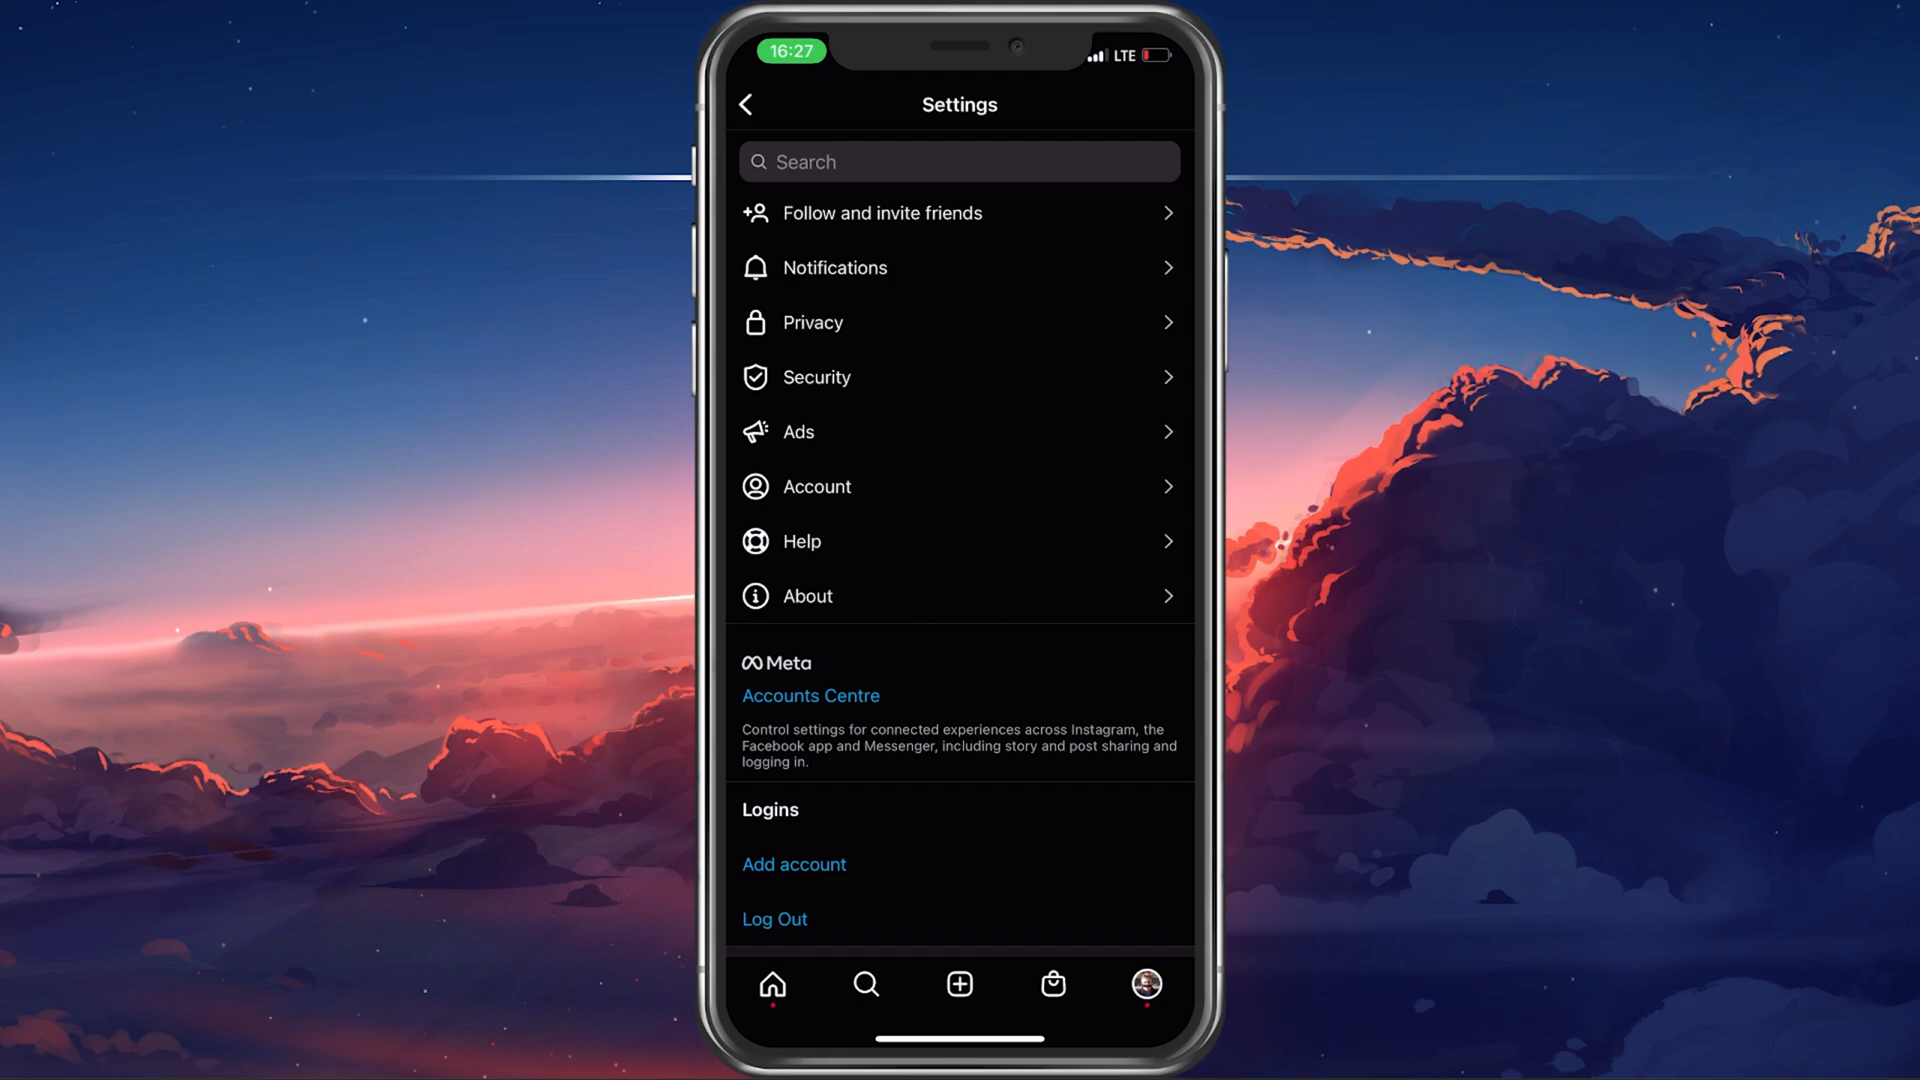 16:27
LTE
Settings
Search
Follow and invite friends
Notifications
Privacy
Security
Ads
Account
Help
About
Meta
Accounts Centre
Control settings for connected experiences across Instagram, the
Facebook app and Messenger, including story and post sharing and
logging in.
Logins
Add account
Log Out